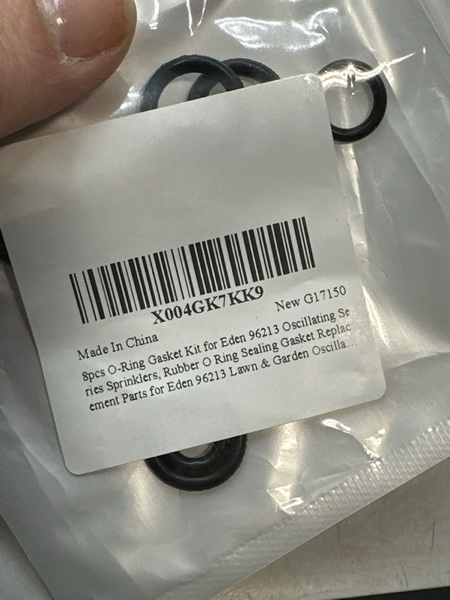 X004GK7KK9
New G17150
Made In China
8pcs O-Ring Gasket Kit for Eden 96213 Oscillating Se
ries Sprinklers, Rubber O Ring Sealing Gasket Replac
ement Parts for Eden 96213 Lawn & Garden Oscilla...